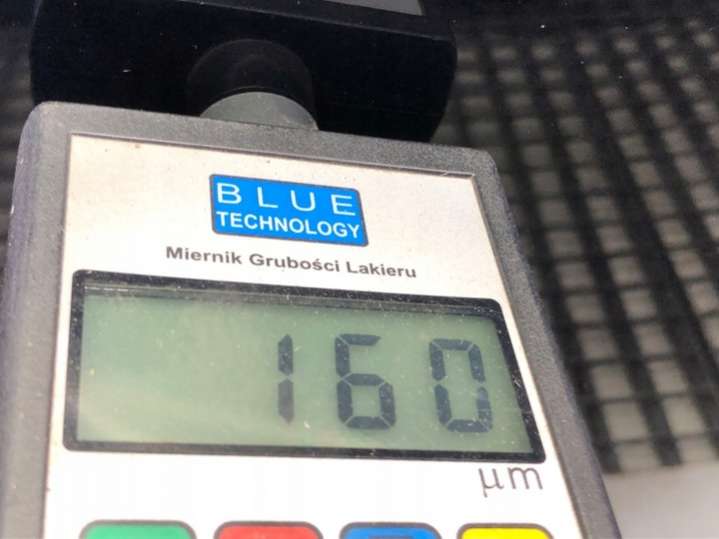 BLUE
TECHNOLOGY
Miernik Grubości Lakieru
160
µm